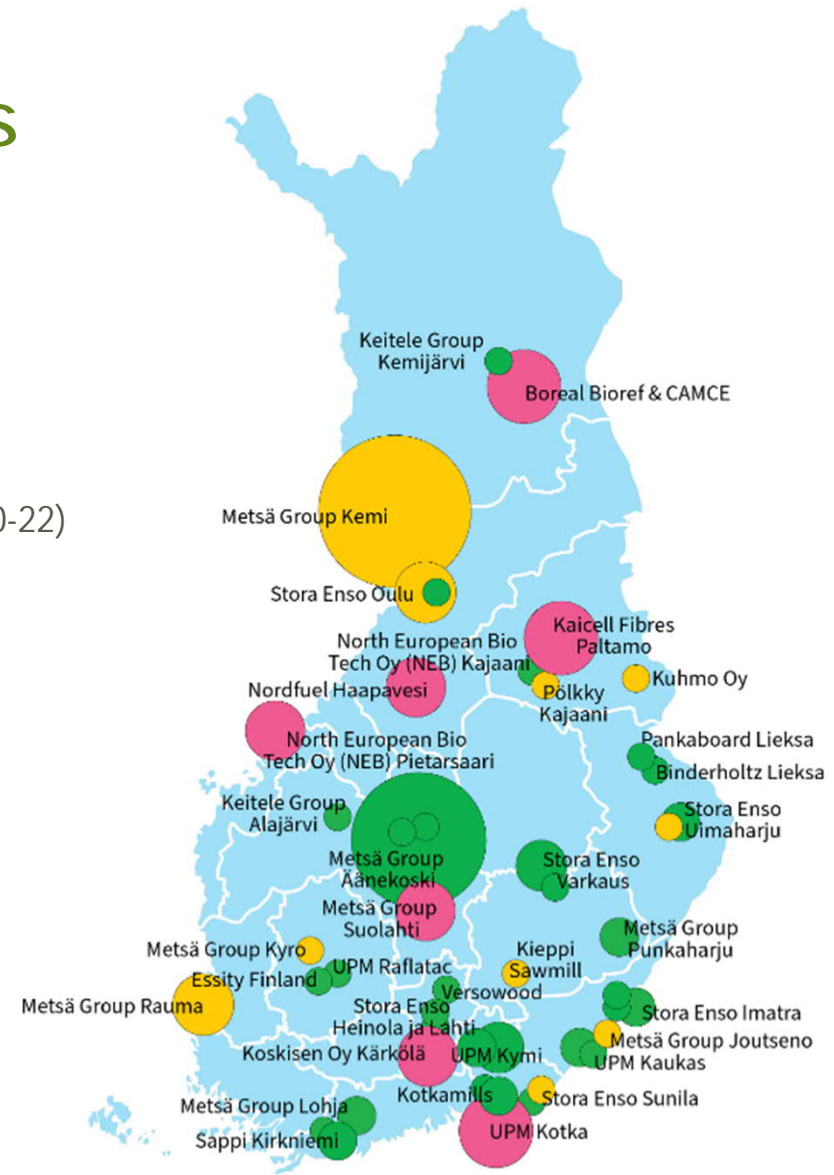 s
0-22)
Keitele Group
Kemijärvi
Boreal Bioref & CAMCE
Metsä Group Kemi
Stora Enso Oulu
Kaicell Fibres
Paltamo
North European Bio
Tech Oy (NEB) Kajaani
Kuhmo Oy
Nordfuel Haapavesi
Pölkky
Kajaani
North European Bio
Tech Oy (NEB) Pietarsaari
Pankaboard Lieksa
Binderholtz Lieksa
Keitele Group
Alajärvi
Stora Enso
Uimaharju
Metsä Group
Äänekoski
Stora Enso
Varkaus
Metsä Group
Suolahti
Metsä Group
Punkaharju
Metsä Group Kyro
Kieppi
Sawmill
Essity Finland
UPM Raflatac
Versowood
Metsä Group Rauma
Stora Enso
Heinola ja Lahti
Stora Enso Imatra
Metsä Group Joutseno
Koskisen Oy Kärkölä
UPM Kymi
UPM Kaukas
Kotkamills
Stora Enso Sunila
Metsä Group Lohja
UPM Kotka
Sappi Kirkniemi